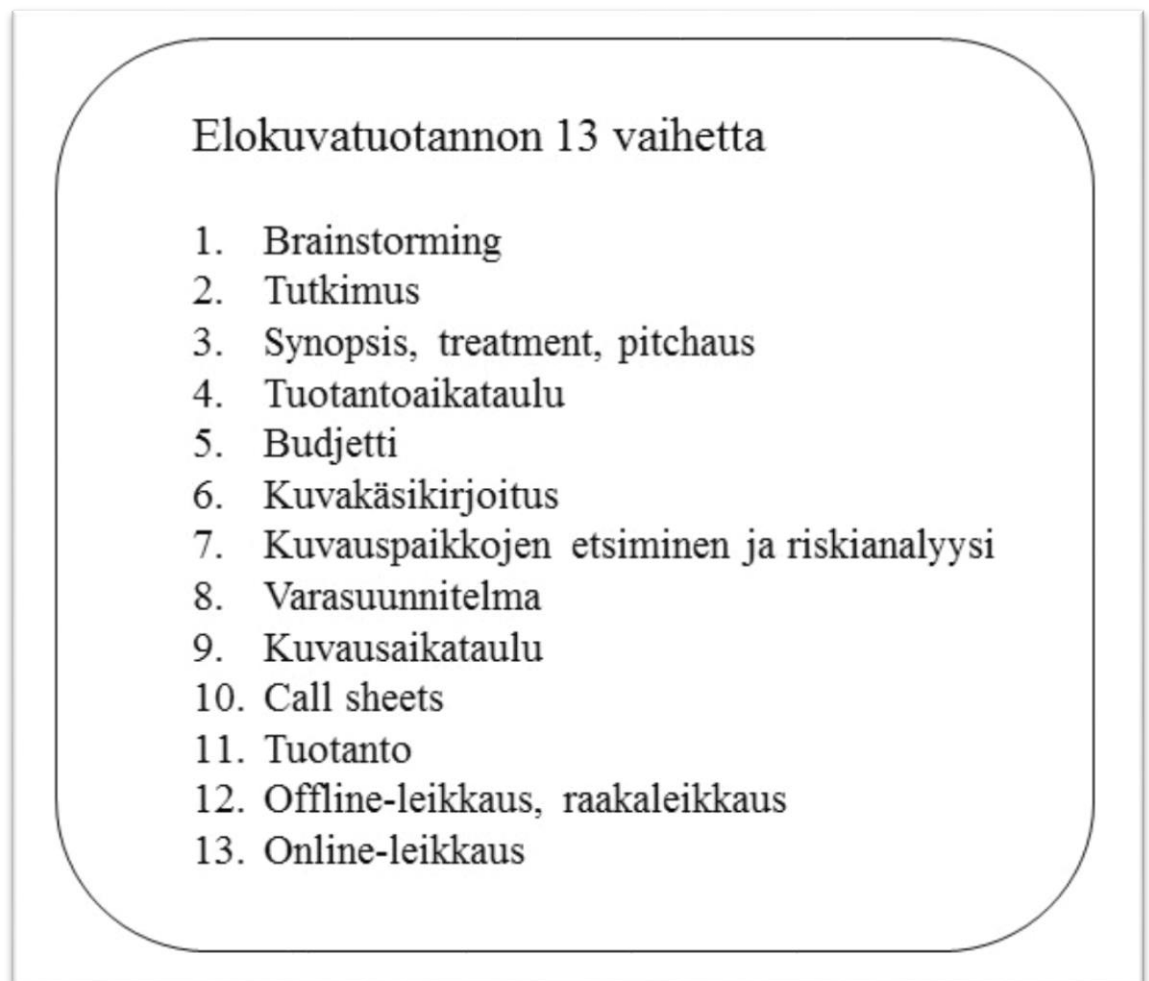 Elokuvatuotannon 13 vaihetta
1. Brainstorming
2. Tutkimus
3. Synopsis, treatment, pitchaus
4. Tuotantoaikataulu
5. Budjetti
6. Kuvakäsikirjoitus
7. Kuvauspaikkojen etsiminen ja riskianalyysi
8. Varasuunnitelma
9. Kuvausaikataulu
10. Call sheets
11. Tuotanto
12. Offline-leikkaus, raakaleikkaus
13. Online-leikkaus